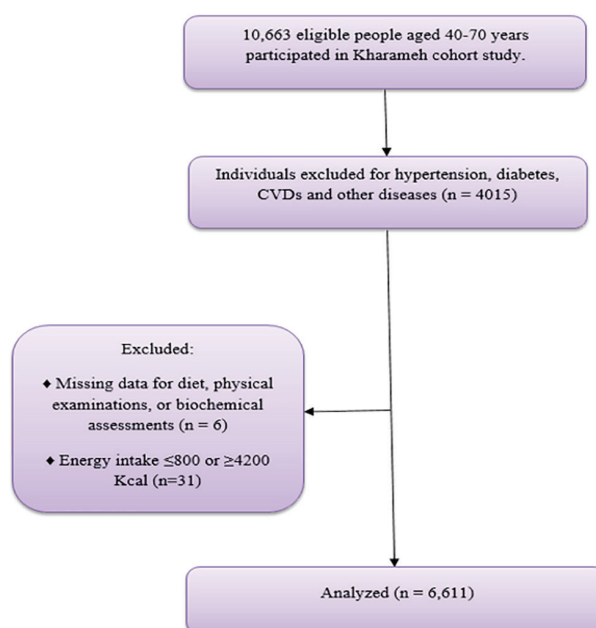 10,663 eligible people aged 40-70 years
participated in Kharameh cohort study.
Individuals excluded for hypertension, diabetes,
CVDs and other diseases (n = 4015)
Excluded:
♦ Missing data for diet, physical
examinations, or biochemical
assessments (n = 6)
♦ Energy intake ≤800 or ≥4200
Kcal (n=31)
Analyzed (n = 6,611)